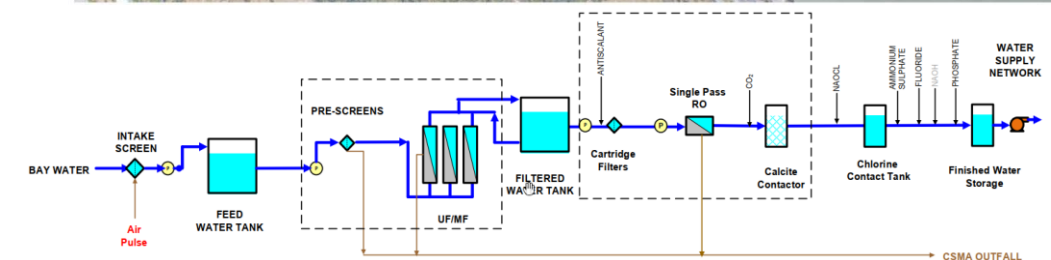 BAY WATER
INTAKE
SCREEN
Air
Pulse
P
FEED
WATER TANK
P
PRE-SCREENS
UF/MF
FILTERED
WATER TANK
P
ANTISCALANT
Cartridge
Filters
P
Single Pass
RO
CO₂
Calcite
Contactor
NAOCL
Chlorine
Contact Tank
AMMONIUM
SULPHATE
FLUORIDE
NAOH
PHOSPHATE
Finished Water
Storage
P
WATER
SUPPLY
NETWORK
CSMA OUTFALL